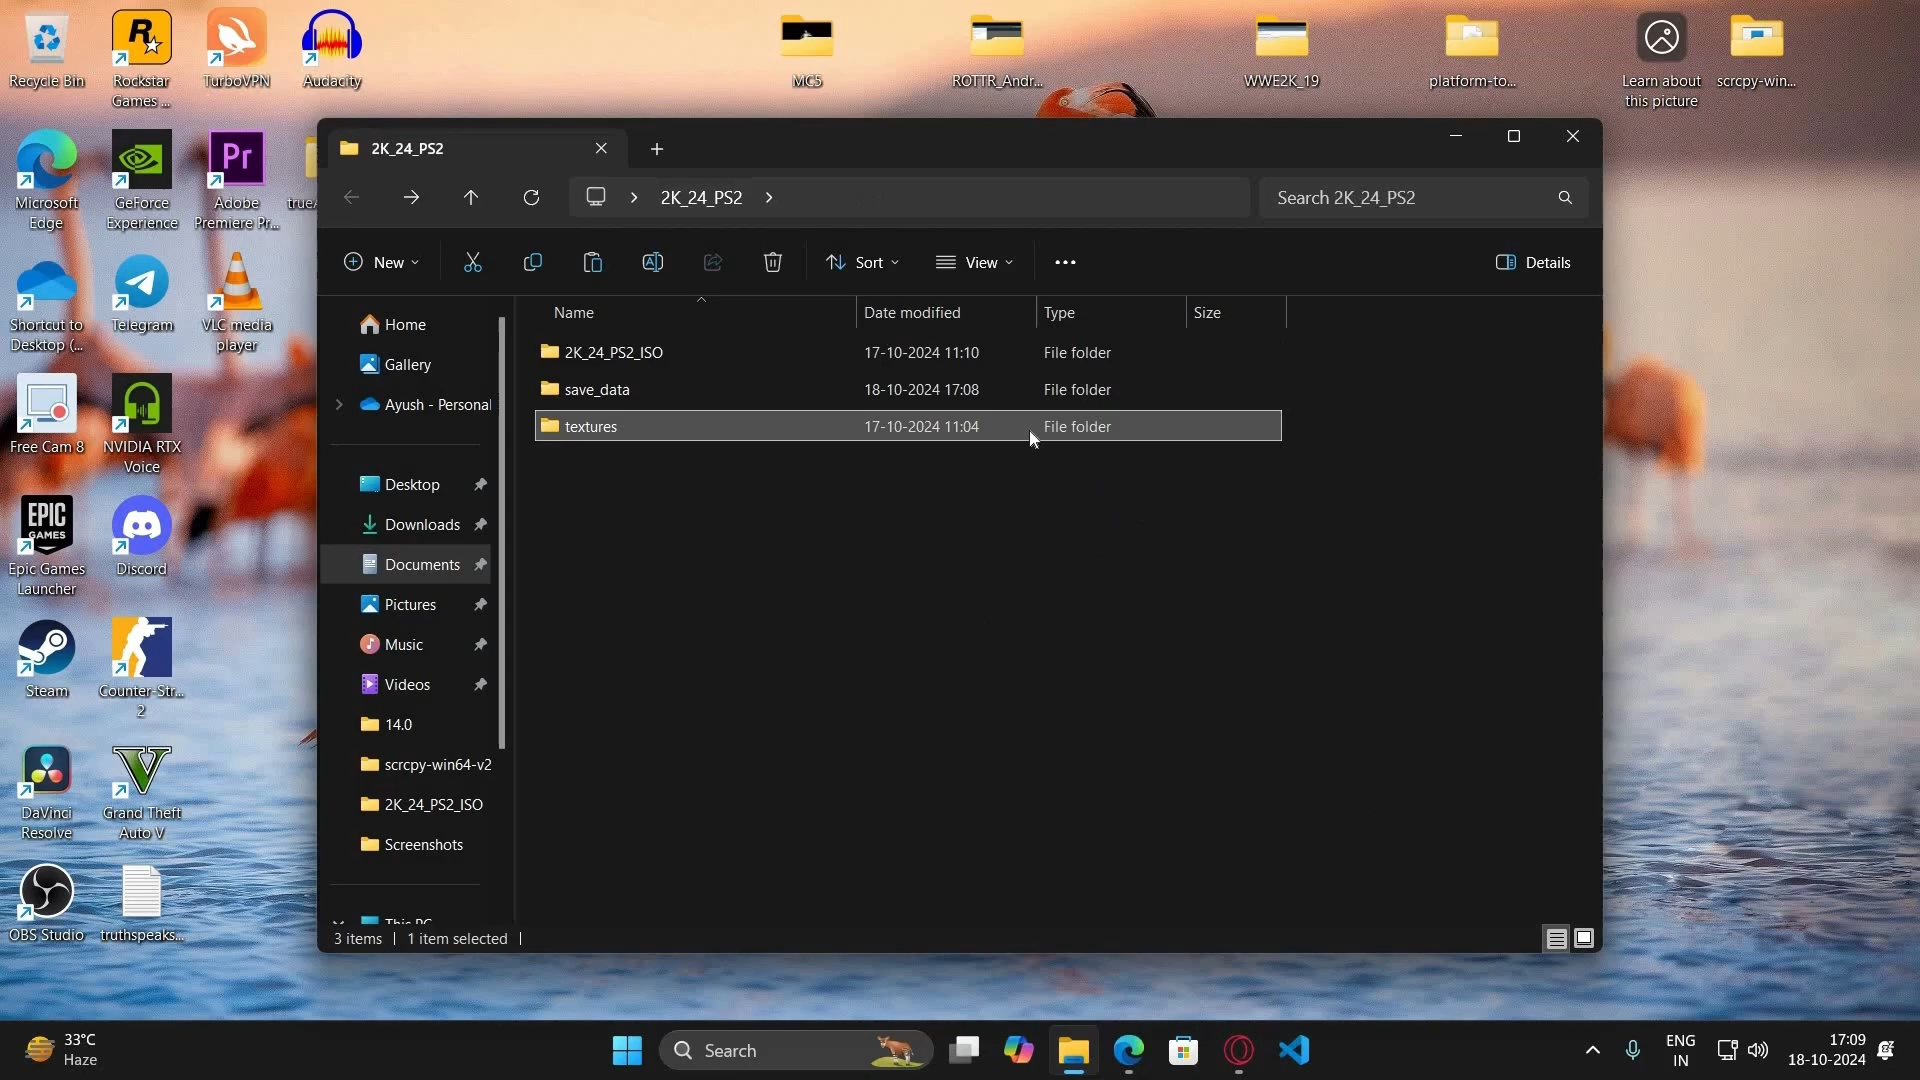 Recycle Bin
Rockstar
Games ...
TurboVPN
Audacity
MC5
ROTTR_Andr...
WWE2K_19
platform-to...
Learn about
this picture
scrcpy-win...
Microsoft
Edge
GeForce
Experience
Pr
Adobe
Premiere Pr...
Shortcut to
Desktop (...
Telegram
VLC media
player
Free Cam 8
NVIDIA RTX
Voice
EPIC
GAMES
Epic Games
Launcher
Discord
Steam
Counter-Str...
2
DaVinci
Resolve
Grand Theft
Auto V
OBS Studio
truthspeaks...
2K_24_PS2
2K_24_PS2
Search 2K_24_PS2
New
Sort
View
Details
Home
Gallery
Ayush - Personal
Desktop
Downloads
Documents
Pictures
Music
Videos
14.0
scrcpy-win64-v2
2K_24_PS2_ISO
Screenshots
This PC
Name Date modified Type Size
2K_24_PS2_ISO 17-10-2024 11:10 File folder
save_data 18-10-2024 17:08 File folder
textures 17-10-2024 11:04 File folder
3 items 1 item selected
33°C
Haze
Search
ENG
IN
17:09
18-10-2024